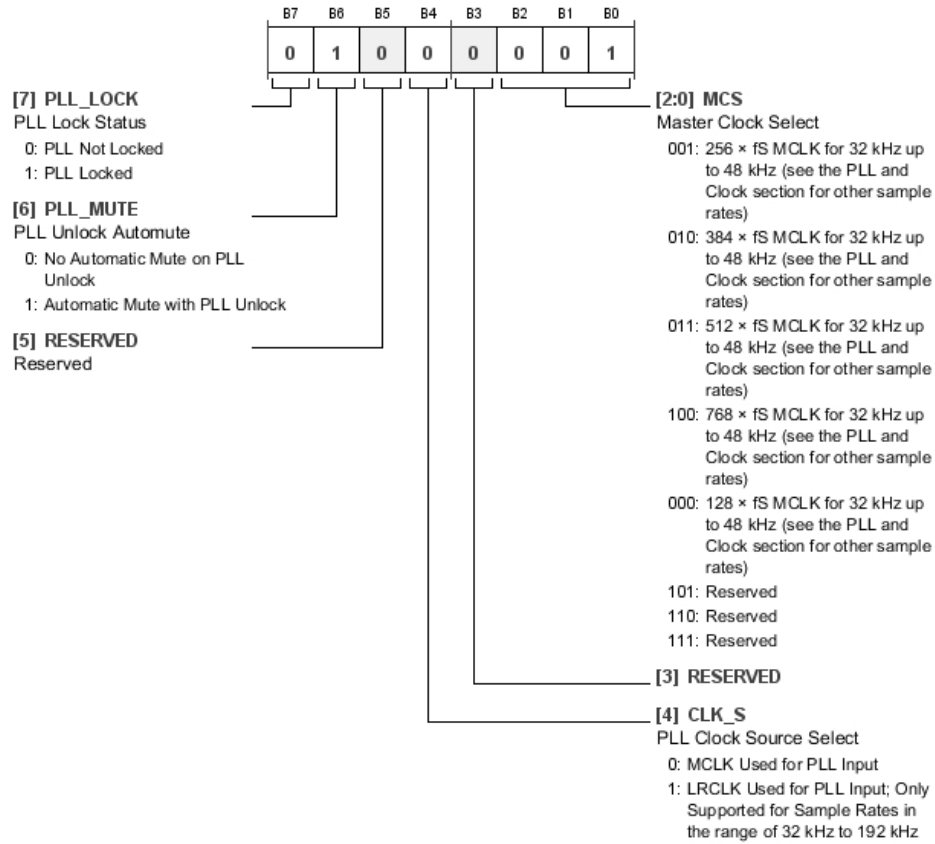 B7 B6 B5 B4 B3 B2 B1 B0
0 1 0 0 0 0 0 1
[7] PLL_LOCK
PLL Lock Status
0: PLL Not Locked
1: PLL Locked
[6] PLL_MUTE
PLL Unlock Automute
0: No Automatic Mute on PLL
Unlock
1: Automatic Mute with PLL Unlock
[5] RESERVED
Reserved
[2:0] MCS
Master Clock Select
001: 256 × fS MCLK for 32 kHz up
to 48 kHz (see the PLL and
Clock section for other sample
rates)
010: 384 × fS MCLK for 32 kHz up
to 48 kHz (see the PLL and
Clock section for other sample
rates)
011: 512 × fS MCLK for 32 kHz up
to 48 kHz (see the PLL and
Clock section for other sample
rates)
100: 768 × fS MCLK for 32 kHz up
to 48 kHz (see the PLL and
Clock section for other sample
rates)
000: 128 × fS MCLK for 32 kHz up
to 48 kHz (see the PLL and
Clock section for other sample
rates)
101: Reserved
110: Reserved
111: Reserved
[3] RESERVED
[4] CLK_S
PLL Clock Source Select
0: MCLK Used for PLL Input
1: LRCLK Used for PLL Input; Only
Supported for Sample Rates in
the range of 32 kHz to 192 kHz